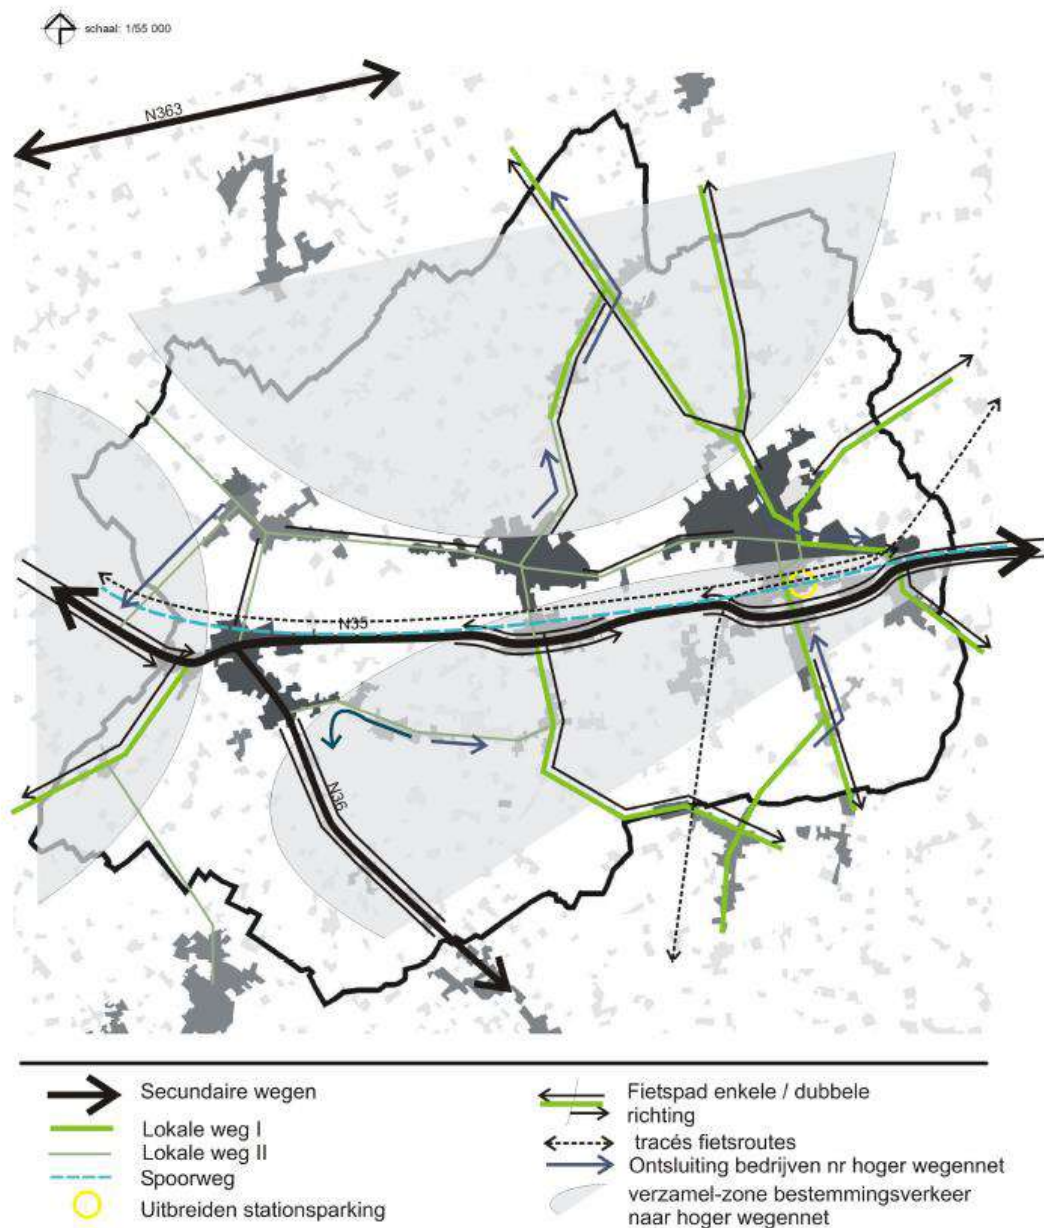 schaal: 1/55 000
N363
N35
N36
Secundaire wegen
Lokale weg I
Lokale weg II
Spoorweg
Uitbreiden stationsparking
Fietspad enkele / dubbele
richting
tracés fietsroutes
Ontsluiting bedrijven nr hoger wegennet
verzamel-zone bestemmingsverkeer
naar hoger wegennet